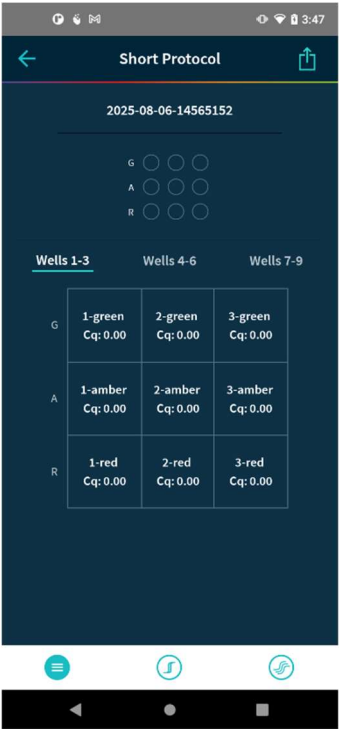 3:47
Short Protocol
2025-08-06-14565152
G
A
R
Wells 1-3 Wells 4-6 Wells 7-9
G 1-green 2-green 3-green
Cq: 0.00 Cq: 0.00 Cq: 0.00
A 1-amber 2-amber 3-amber
Cq: 0.00 Cq: 0.00 Cq: 0.00
R 1-red 2-red 3-red
Cq: 0.00 Cq: 0.00 Cq: 0.00